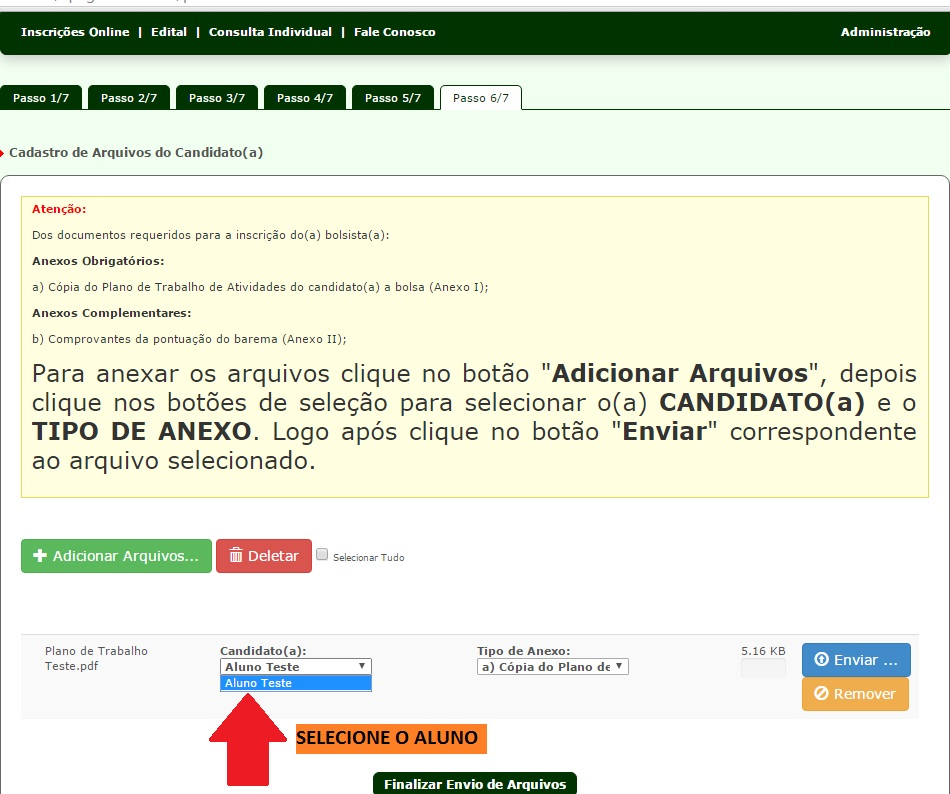 Inscrições Online | Edital | Consulta Individual | Fale Conosco Administração
Passo 1/7 Passo 2/7 Passo 3/7 Passo 4/7 Passo 5/7 Passo 6/7
Cadastro de Arquivos do Candidato(a)
Atenção:
Dos documentos requeridos para a inscrição do(a) bolsista(a):
Anexos Obrigatórios:
a) Cópia do Plano de Trabalho de Atividades do candidato(a) a bolsa (Anexo I);
Anexos Complementares:
b) Comprovantes da pontuação do barema (Anexo II);
Para anexar os arquivos clique no botão "Adicionar Arquivos", depois
clique nos botões de seleção para selecionar o(a) CANDIDATO(a) e o
TIPO DE ANEXO. Logo após clique no botão "Enviar" correspondente
ao arquivo selecionado.
Adicionar Arquivos... Deletar Selecionar Tudo
Plano de Trabalho Candidato(a): Tipo de Anexo: 5.16 KB
Teste.pdf Aluno Teste a) Cópia do Plano de Enviar ...
Aluno Teste
Remover
SELECIONE O ALUNO
Finalizar Envio de Arquivos